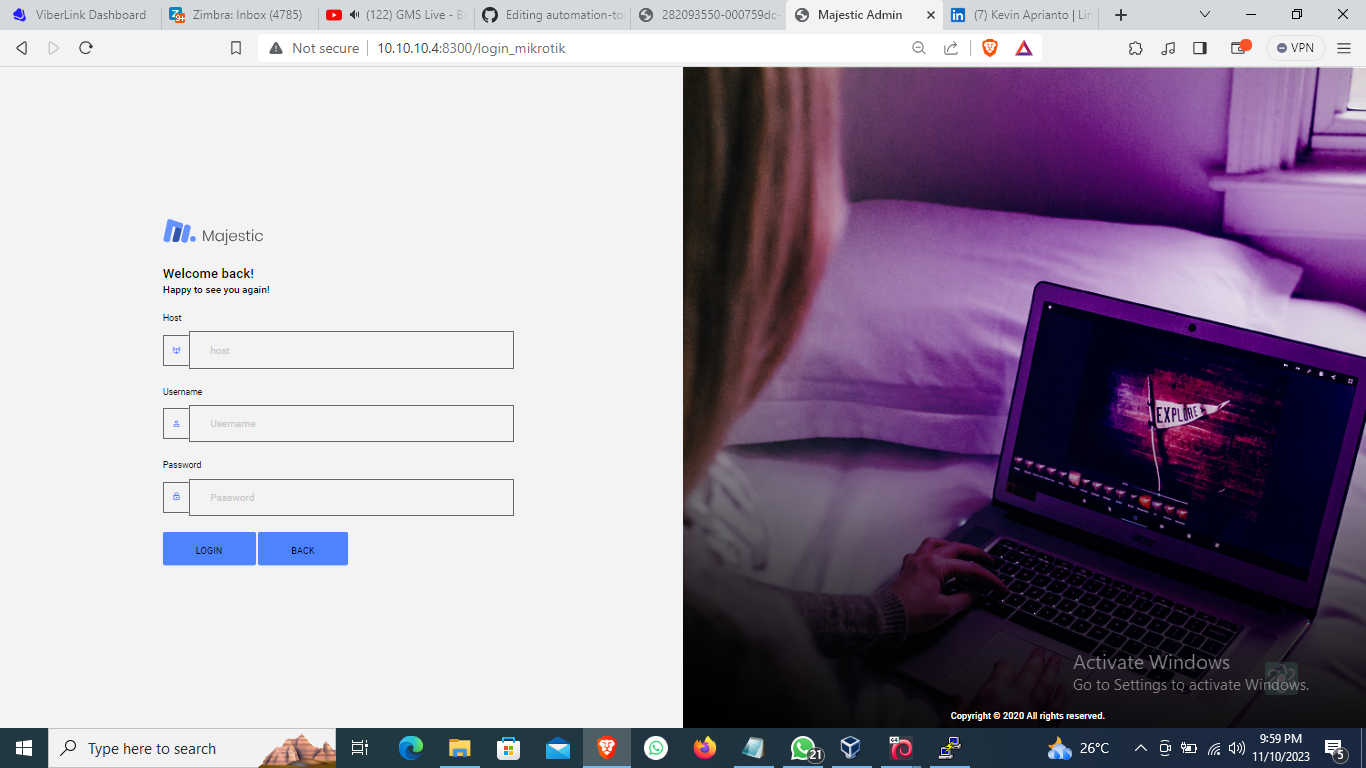 ViberLink Dashboard
Zimbra: Inbox (4785)
(122) GMS Live - B
Editing automation-to
282093550-000759dc-
Majestic Admin
(7) Kevin Aprianto | Lin
Not secure
10.10.10.4:8300/login_mikrotik
VPN
Majestic
Welcome back!
Happy to see you again!
Host
host
Username
Username
Password
Password
LOGIN
BACK
EXPLORE
acer
Activate Windows
Go to Settings to activate Windows.
Copyright © 2020 All rights reserved.
Type here to search
21
64
26°C
9:59 PM
11/10/2023
5